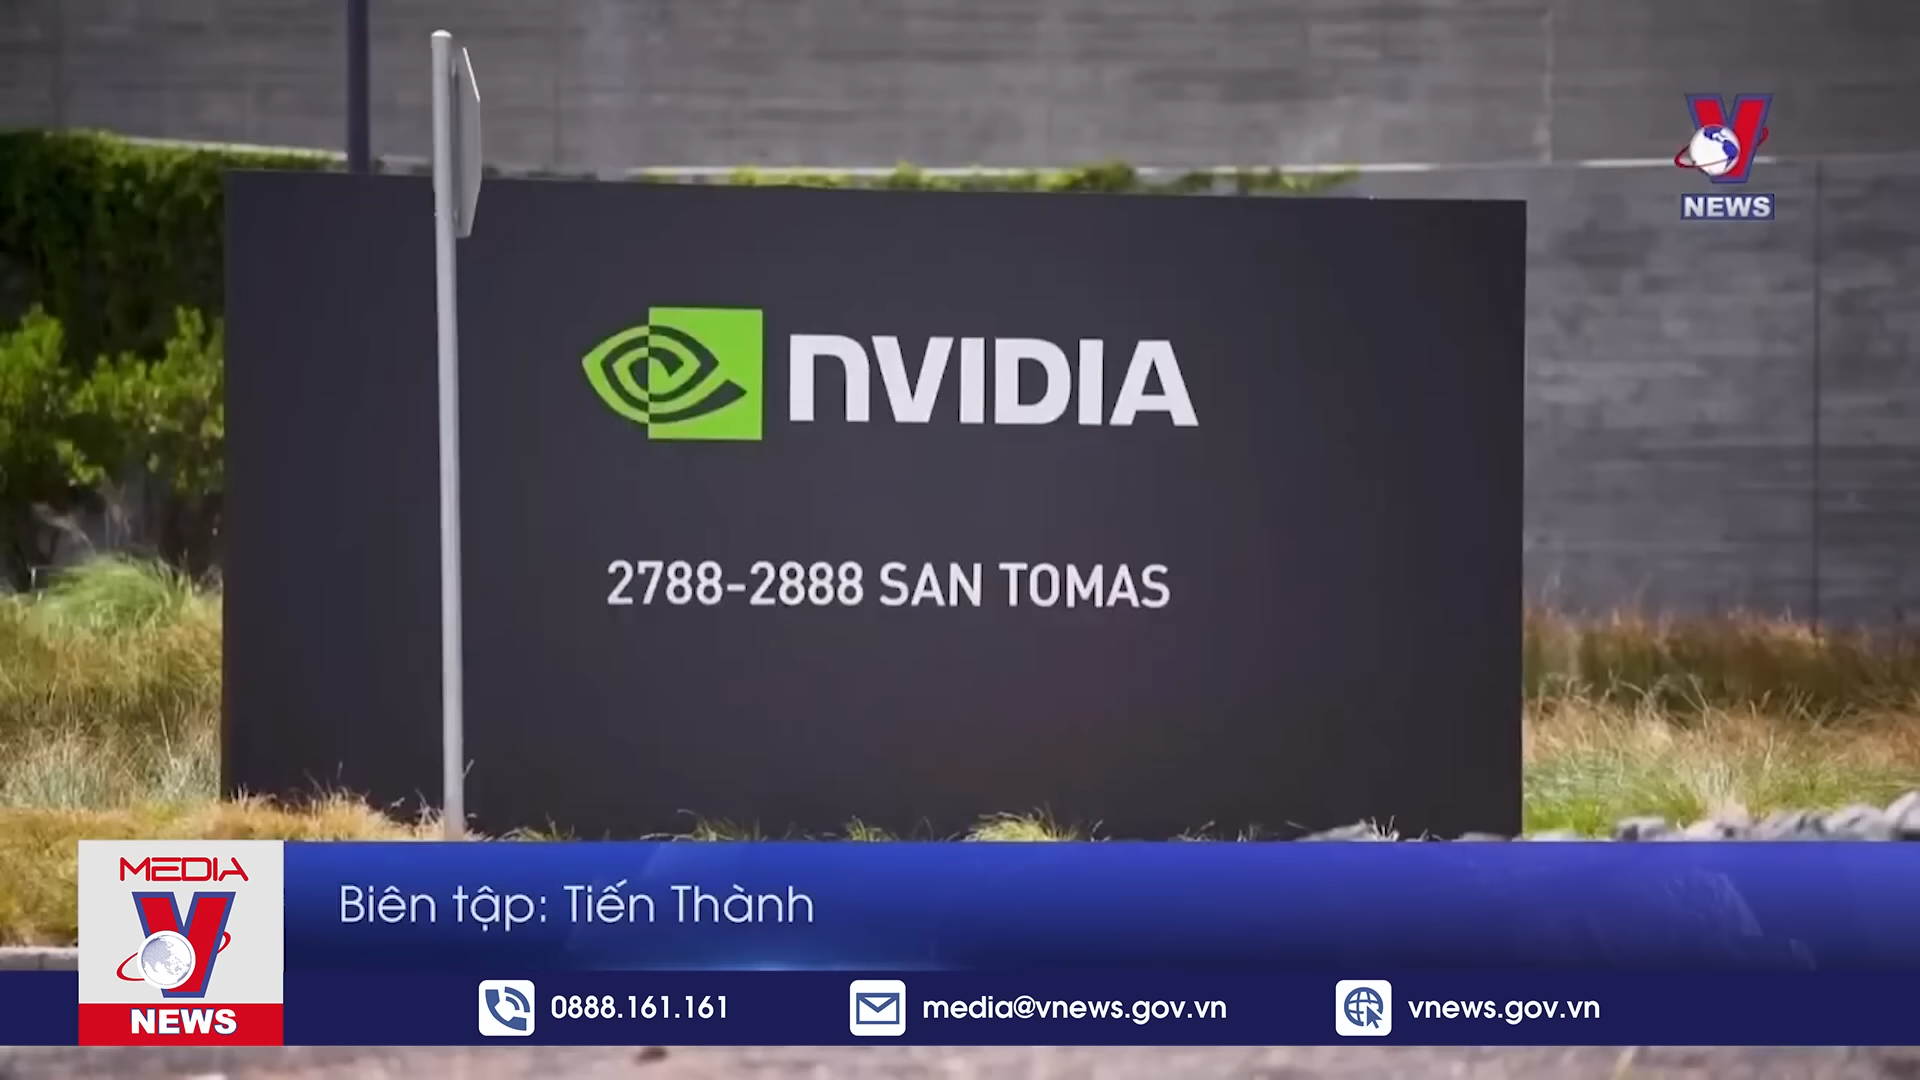 NEWS
NVIDIA
2788-2888 SAN TOMAS
MEDIA
NEWS
Biên tập: Tiến Thành
0888.161.161
media@vnews.gov.vn
vnews.gov.vn